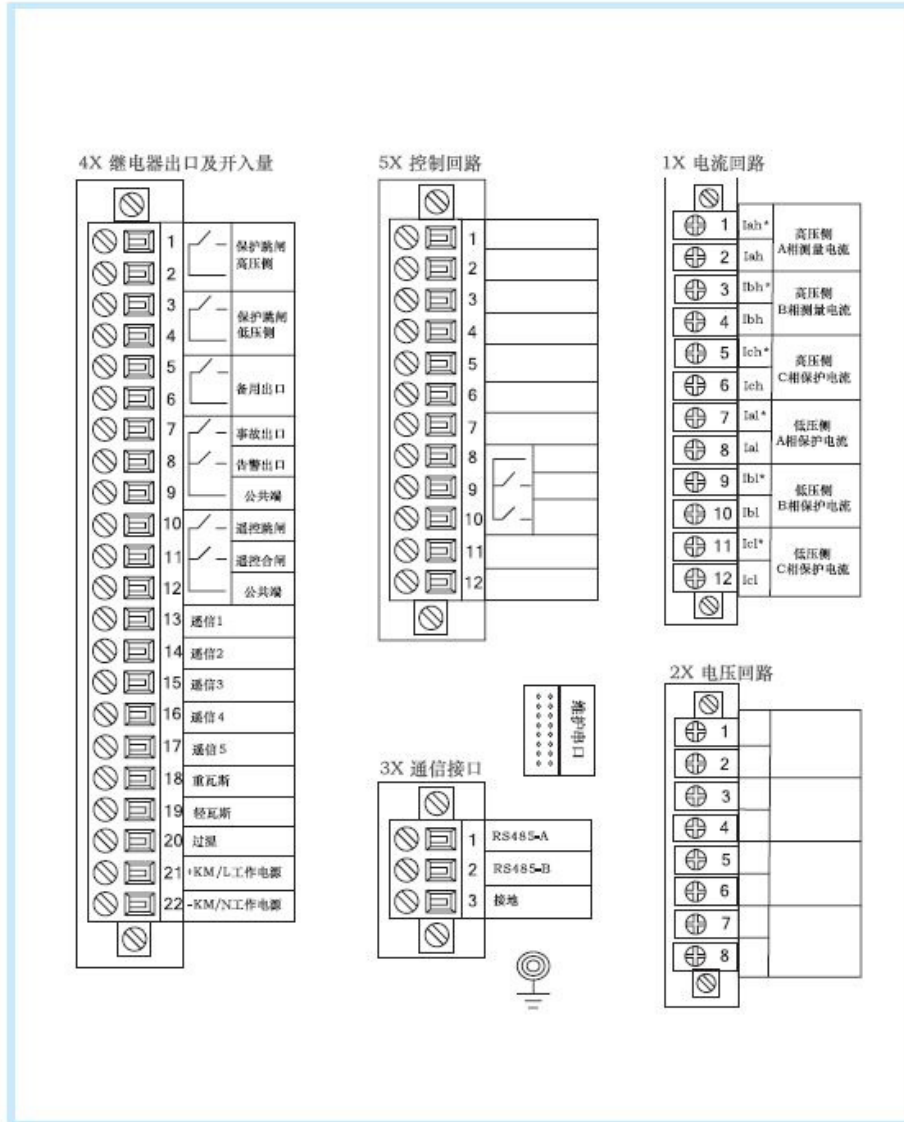 4X 继电器出口及开入量
1
2
保护跳闸
高压侧
3
4
保护跳闸
低压侧
5
6
备用出口
7 事故出口
8 告警出口
9 公共端
10 遥控跳闸
11 遥控合闸
12 公共端
13 遥信1
14 遥信2
15 遥信3
16 遥信4
17 遥信5
18 重瓦斯
19 轻瓦斯
20 过温
21 +KM/L工作电源
22 -KM/N工作电源
5X 控制回路
1
2
3
4
5
6
7
8
9
10
11
12
维护串口
3X 通信接口
1 RS485-A
2 RS485-B
3 接地
1X 电流回路
1 Iah*
2 Iah
高压侧
A相测量电流
3 Ibh*
4 Ibh
高压侧
B相测量电流
5 Ich*
6 Ich
高压侧
C相保护电流
7 Ial*
8 Ial
低压侧
A相保护电流
9 Ibl*
10 Ibl
低压侧
B相保护电流
11 Icl*
12 Icl
低压侧
C相保护电流
2X 电压回路
1
2
3
4
5
6
7
8